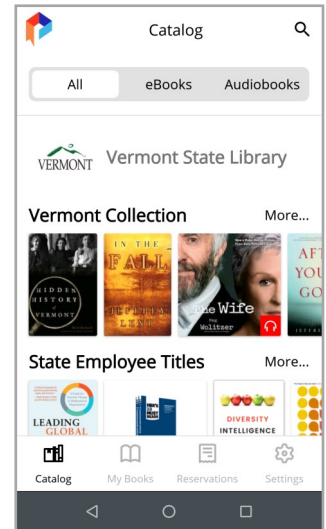 Catalog
All eBooks Audiobooks
VERMONT Vermont State Library
Vermont Collection More...
HIDDEN
HISTORY
VERMONT
IN THE
FALL
JEFFREY
LENT
The Wife
Meg
Wolitzer
AFT
YOU
GO
State Employee Titles More...
LEADING
GLOBAL
DIVERSITY
INTELLIGENCE
Catalog My Books Reservations Settings